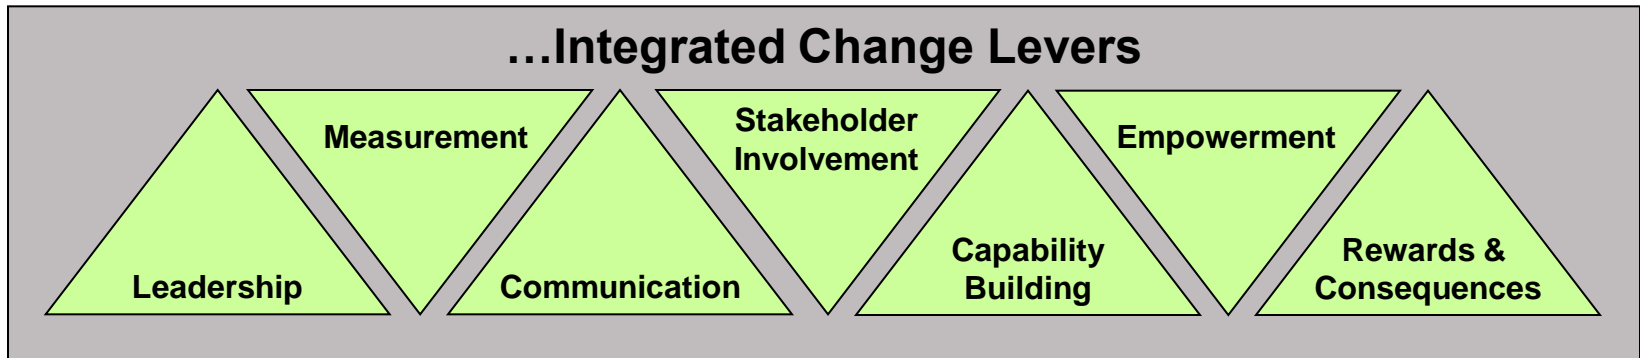 …Integrated Change Levers
Leadership
Measurement
Communication
Stakeholder
Involvement
Capability
Building
Empowerment
Rewards &
Consequences